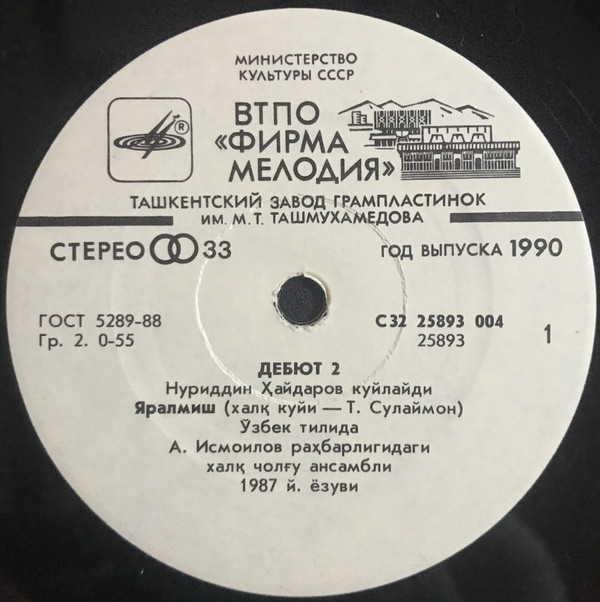 МИНИСТЕРСТВО
КУЛЬТУРЫ СССР
ВТПО
«ФИРМА
МЕЛОДИЯ»
®
ТАШКЕНТСКИЙ ЗАВОД ГРАМПЛАСТИНОК
ИМ. М. Т. ТАШМУХАМЕДОВА
СТЕРЕО 33
ГОД ВЫПУСКА 1990
ГОСТ 5289-88
Гр. 2. 0-55
С32 25893 004
25893
1
ДЕБЮТ 2
Нуриддин Ҳайдаров куйлайди
Яралмиш (халқ куйи — Т. Сулаймон)
Ўзбек тилида
А. Исмоилов раҳбарлигидаги
халқ чолғу ансамбли
1987 й. ёзуви